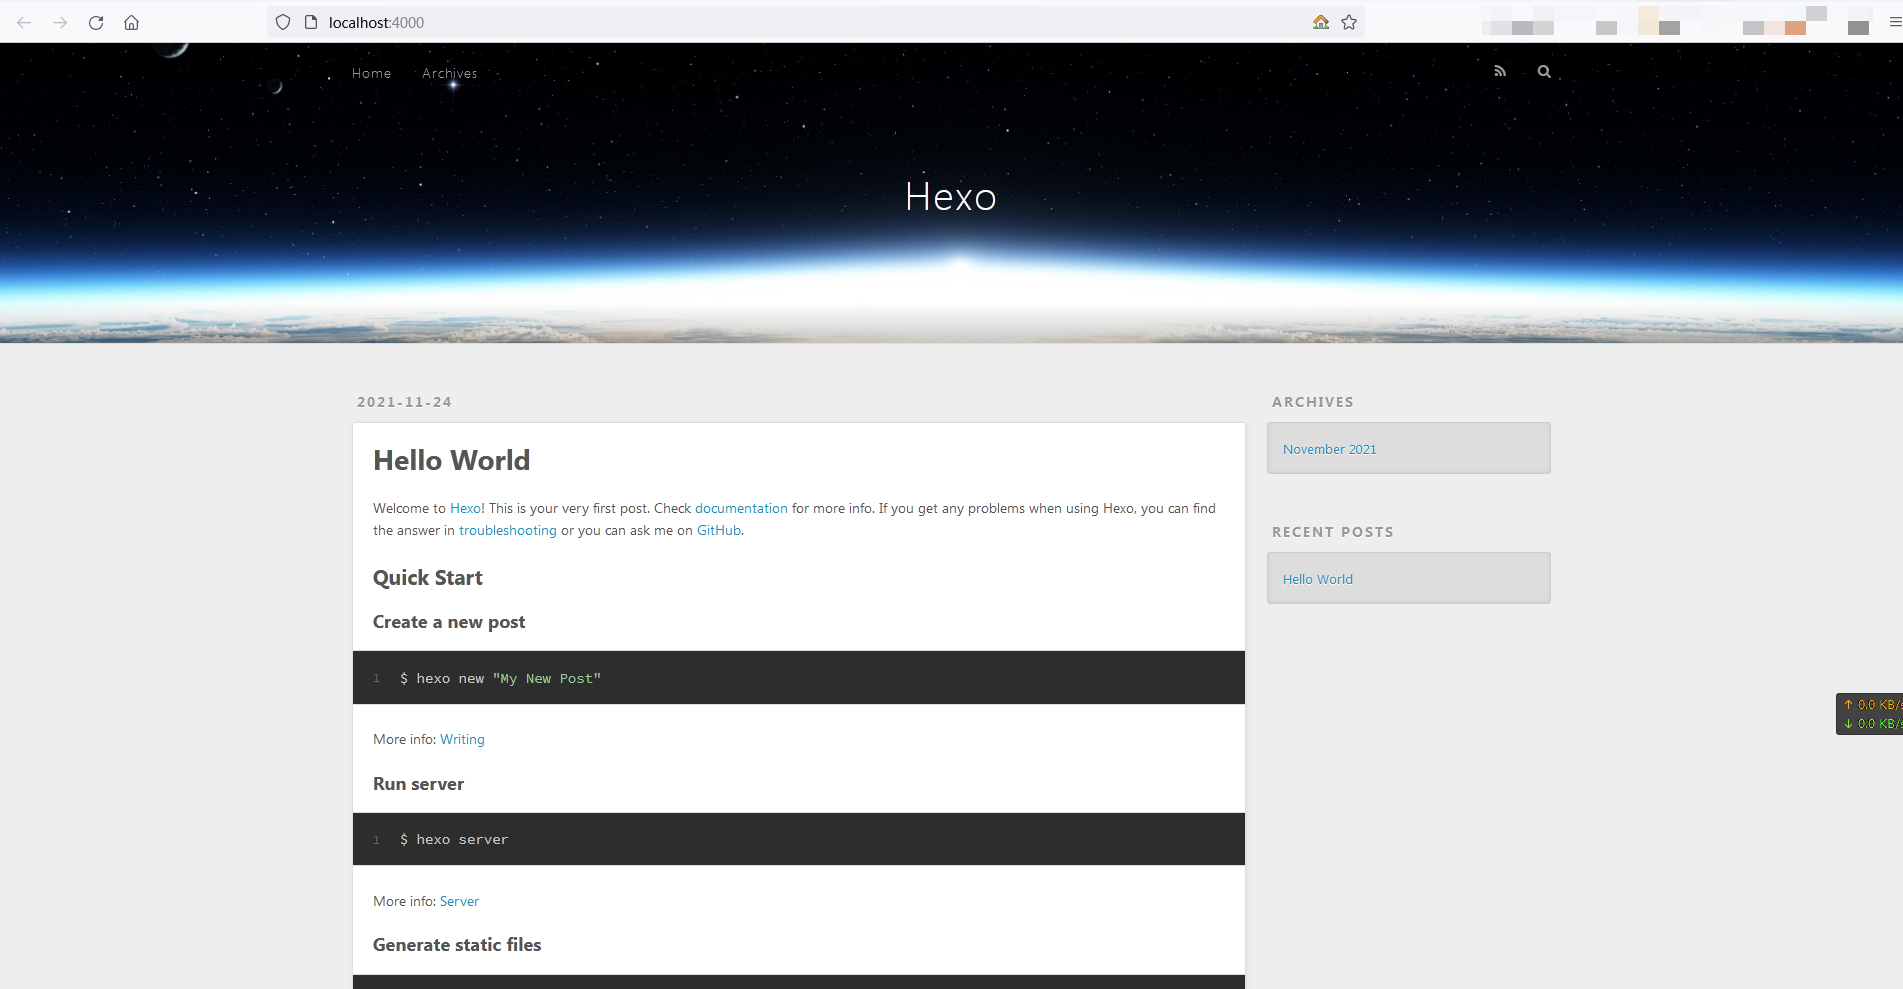 localhost:4000
Home Archives
Hexo
2021-11-24
Hello World
Welcome to Hexo! This is your very first post. Check documentation for more info. If you get any problems when using Hexo, you can find
the answer in troubleshooting or you can ask me on GitHub.
Quick Start
Create a new post
1 $ hexo new "My New Post"
More info: Writing
Run server
1 $ hexo server
More info: Server
Generate static files
ARCHIVES
November 2021
RECENT POSTS
Hello World
↑ 0.0 KB/
↓ 0.0 KB/